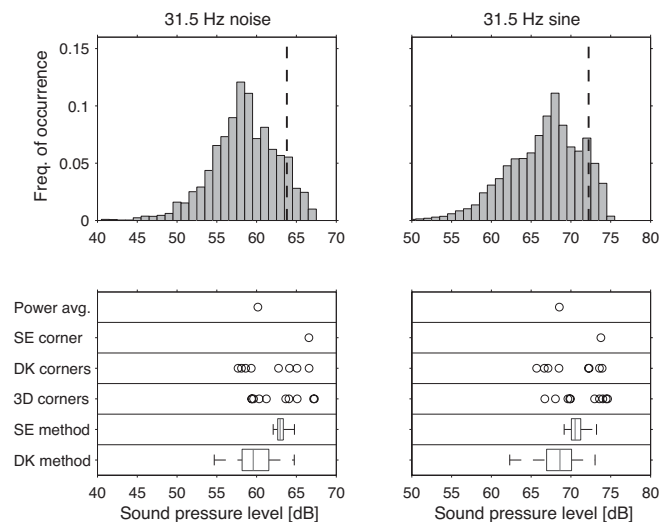 31.5 Hz noise
31.5 Hz sine
Freq. of occurrence
0.15
0.1
0.05
0
40 45 50 55 60 65 70
50 55 60 65 70 75 80
Power avg.
SE corner
DK corners
3D corners
SE method
DK method
40 45 50 55 60 65 70
50 55 60 65 70 75 80
Sound pressure level [dB]
Sound pressure level [dB]